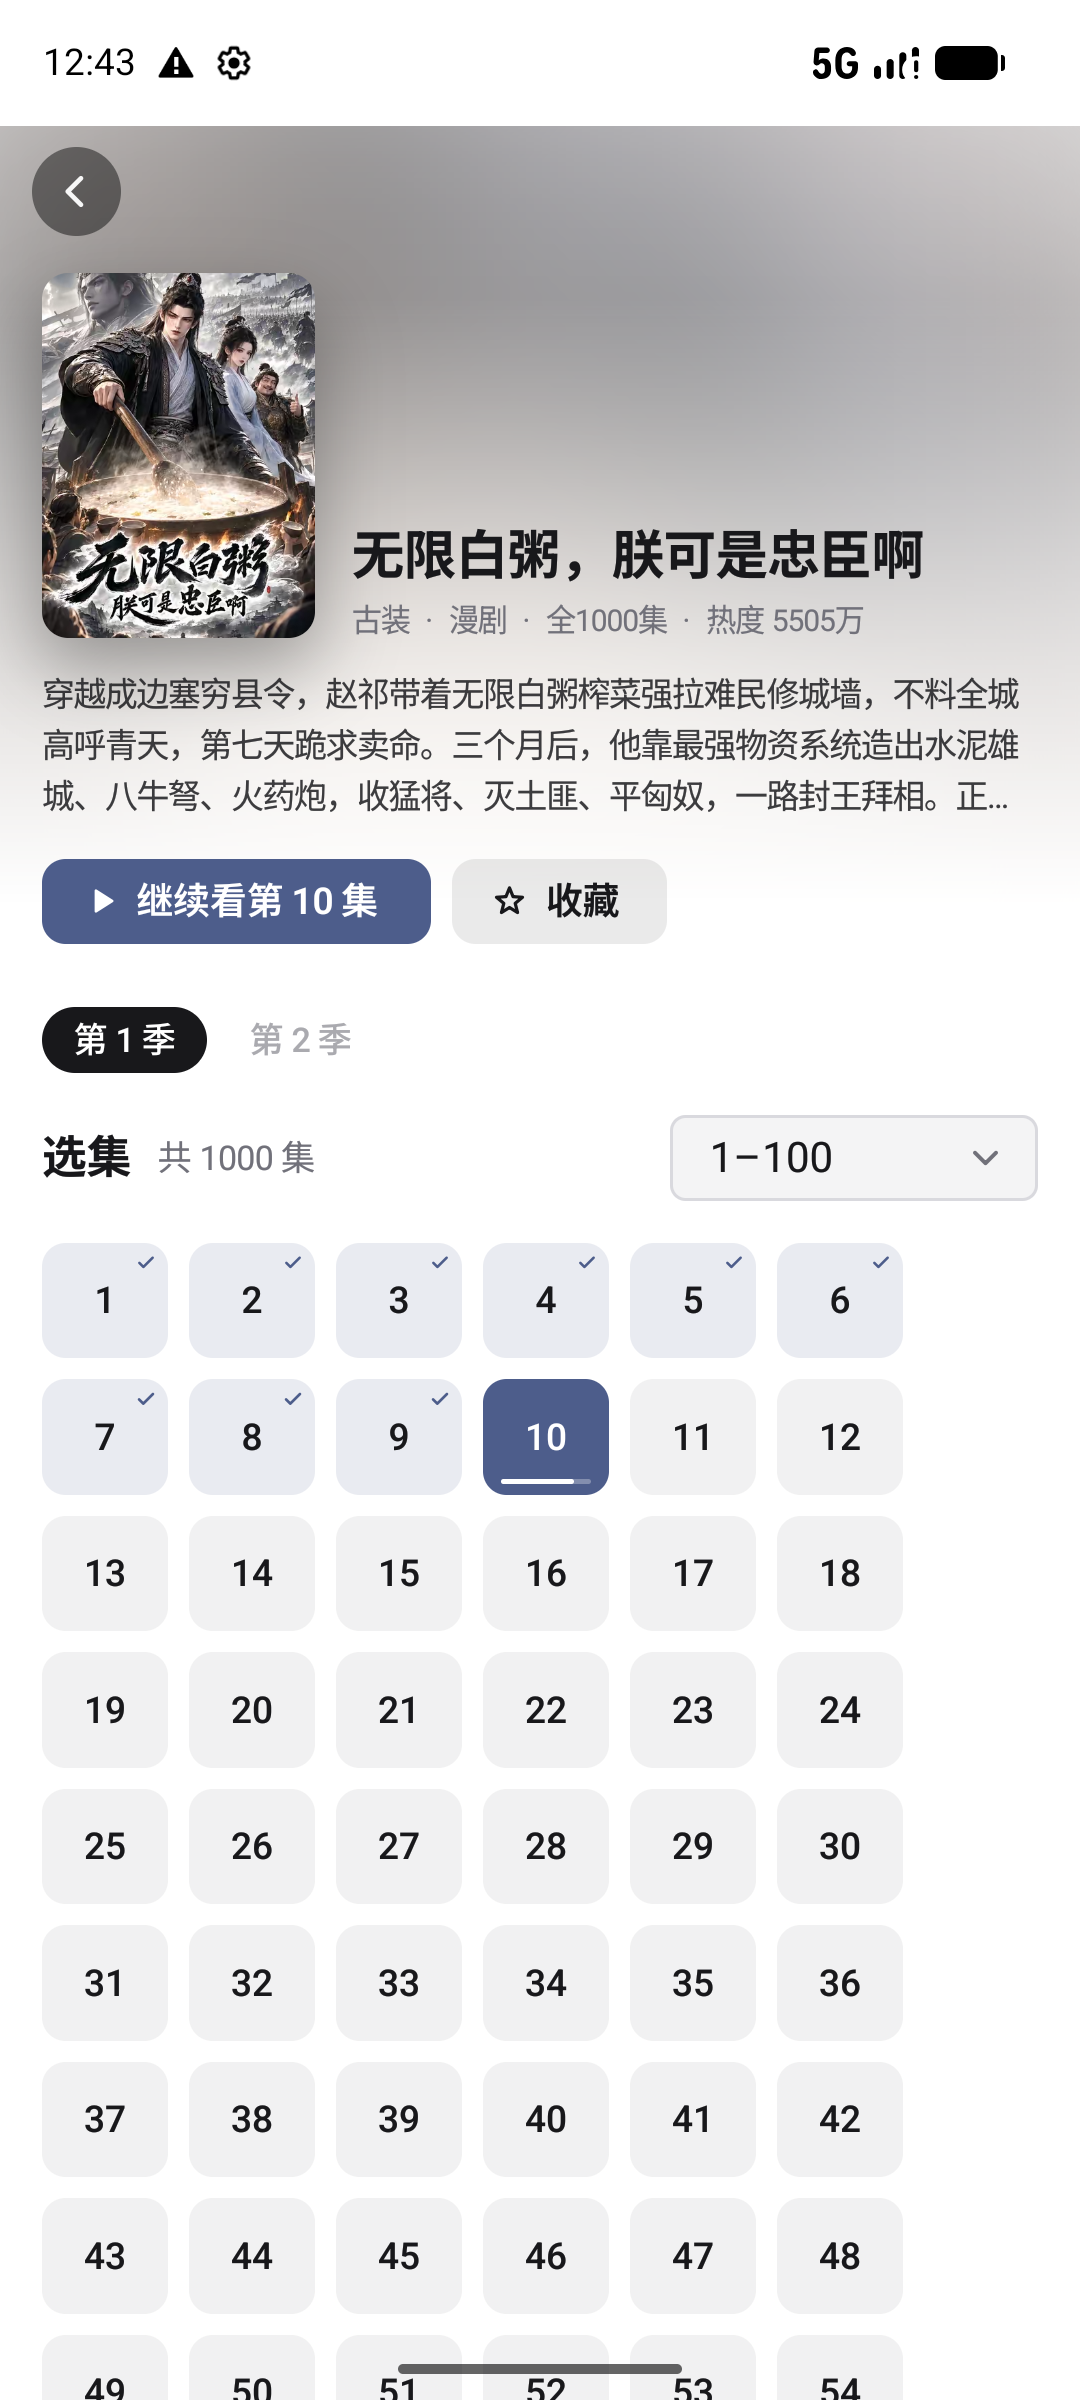 12:43
5G
无限白粥
朕可是忠臣啊
无限白粥，朕可是忠臣啊
古装 · 漫剧 · 全1000集 · 热度 5505万
穿越成边塞穷县令，赵祁带着无限白粥榨菜强拉难民修城墙，不料全城
高呼青天，第七天跪求卖命。三个月后，他靠最强物资系统造出水泥雄
城、八牛弩、火药炮，收猛将、灭土匪、平匈奴，一路封王拜相。正...
继续看第 10 集
收藏
第 1 季
第 2 季
选集 共 1000 集
1–100
1 2 3 4 5 6
7 8 9 10 11 12
13 14 15 16 17 18
19 20 21 22 23 24
25 26 27 28 29 30
31 32 33 34 35 36
37 38 39 40 41 42
43 44 45 46 47 48
49 50 51 52 53 54